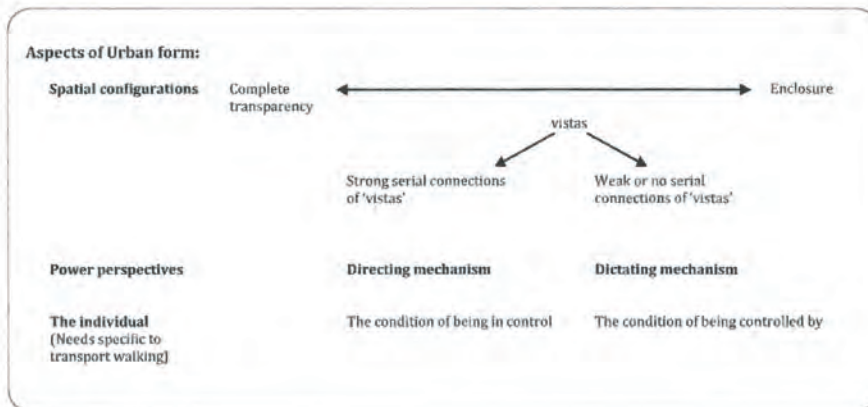 Aspects of Urban form:
Spatial configurations Complete transparency Enclosure
vistas
Strong serial connections of 'vistas' Weak or no serial connections of 'vistas'
Power perspectives Directing mechanism Dictating mechanism
The individual (Needs specific to transport walking) The condition of being in control The condition of being controlled by